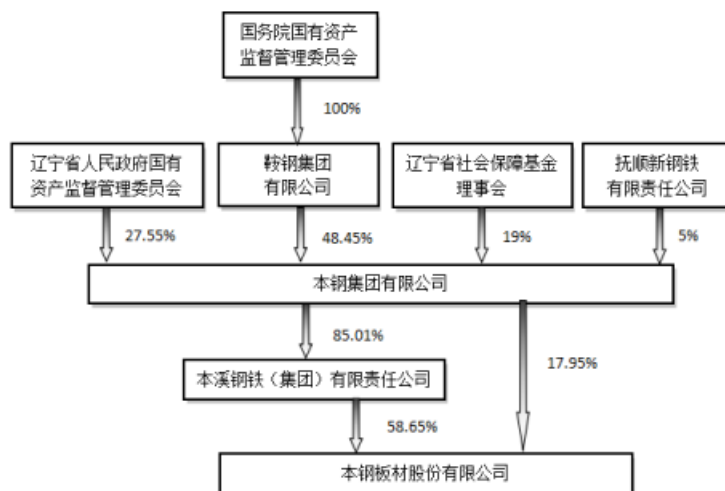 国务院国有资产
监督管理委员会
100%
辽宁省人民政府国有
资产监督管理委员会
鞍钢集团
有限公司
辽宁省社会保障基金
理事会
抚顺新钢铁
有限责任公司
27.55%
48.45%
19%
5%
本钢集团有限公司
85.01%
17.95%
本溪钢铁（集团）有限责任公司
58.65%
本钢板材股份有限公司